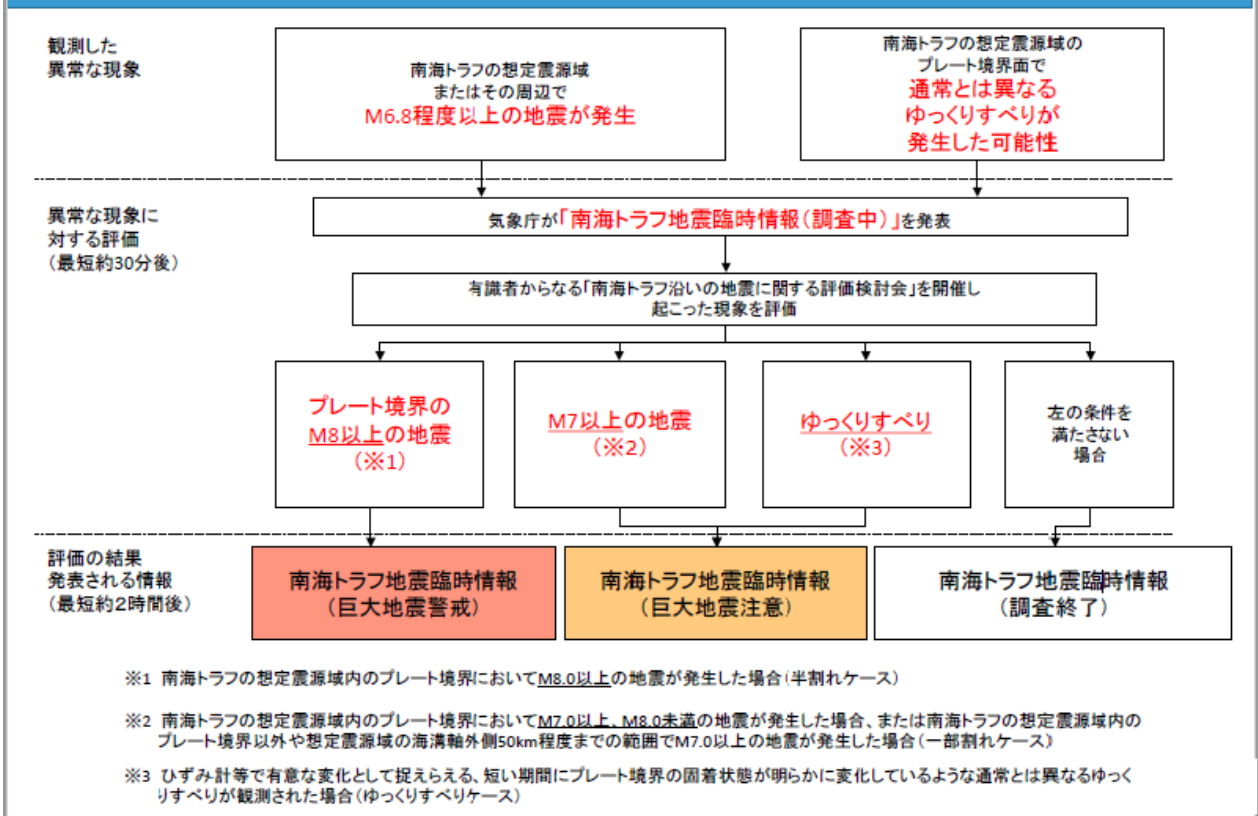 観測した
異常な現象
南海トラフの想定震源域
またはその周辺で
M6.8程度以上の地震が発生
南海トラフの想定震源域の
プレート境界面で
通常とは異なる
ゆっくりすべりが
発生した可能性
異常な現象に
対する評価
(最短約30分後)
気象庁が「南海トラフ地震臨時情報(調査中)」を発表
有識者からなる「南海トラフ沿いの地震に関する評価検討会」を開催し
起こった現象を評価
プレート境界の
M8以上の地震
(※1)
M7以上の地震
(※2)
ゆっくりすべり
(※3)
左の条件を
満たさない
場合
評価の結果
発表される情報
(最短約2時間後)
南海トラフ地震臨時情報
(巨大地震警戒)
南海トラフ地震臨時情報
(巨大地震注意)
南海トラフ地震臨時情報
(調査終了)
※1 南海トラフの想定震源域内のプレート境界においてM8.0以上の地震が発生した場合(半割れケース)
※2 南海トラフの想定震源域内のプレート境界においてM7.0以上、M8.0未満の地震が発生した場合、または南海トラフの想定震源域内の
プレート境界以外や想定震源域の海溝軸外側50km程度までの範囲でM7.0以上の地震が発生した場合(一部割れケース)
※3 ひずみ計等で有意な変化として捉えらえる、短い期間にプレート境界の固着状態が明らかに変化しているような通常とは異なるゆっく
りすべりが観測された場合(ゆっくりすべりケース)